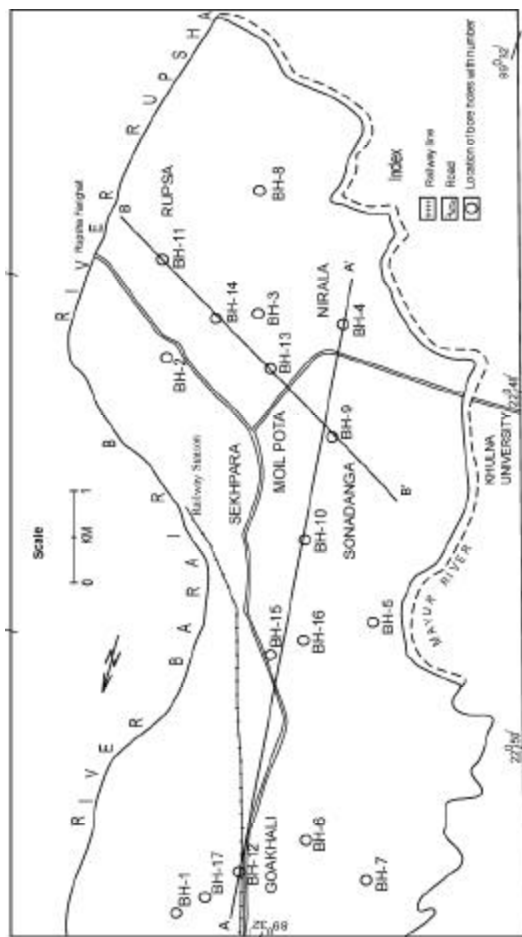 RIVER RUPSHA
Rupsha Ferighat
B
RUPSA
BH-11
BH-8
BH-14
BH-3
BH-2
BH-13
NIRALA
A'
BH-4
RIVER BAIRAB
Railway Station
SEKHPARA
MOIL POTA
BH-9
SONADANGA
B'
BH-10
BH-15
BH-16
BH-5
MAYUR RIVER
KHULNA
UNIVERSITY
GOAKHALI
BH-12
BH-17
BH-1
BH-6
BH-7
A
N
Scale
0 KM 1
Index
Railway line
Road
Location of bore holes with number
22°50'